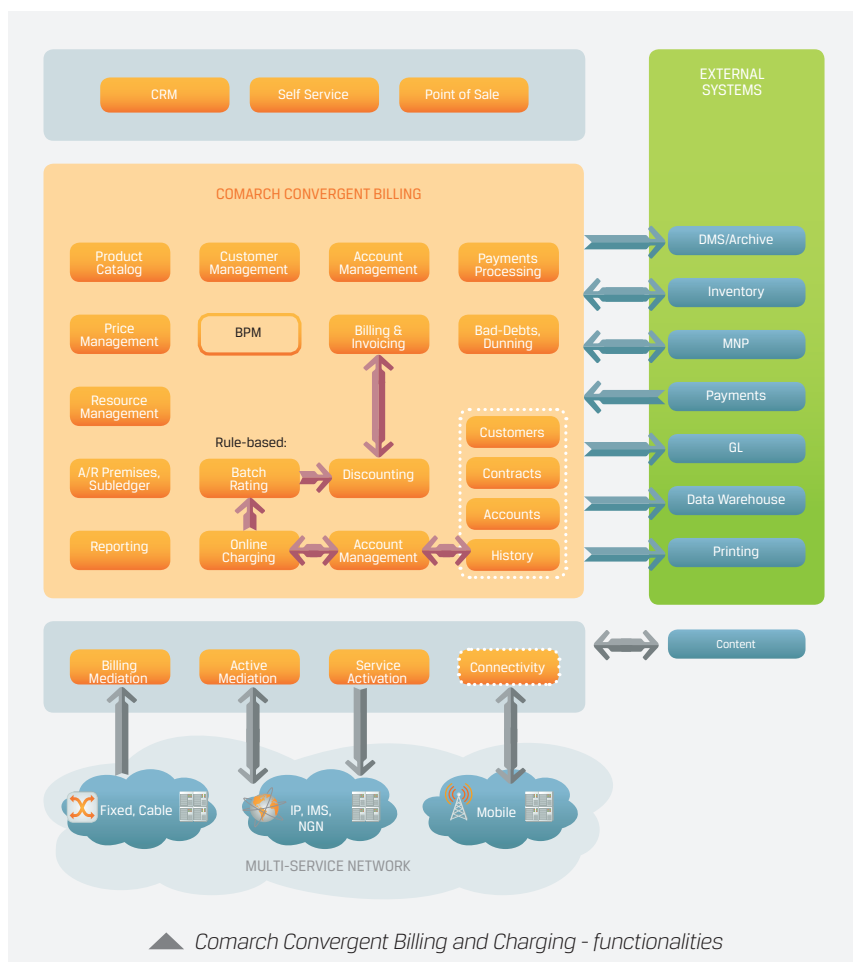 CRM
Self Service
Point of Sale
EXTERNAL
SYSTEMS
COMARCH CONVERGENT BILLING
Product
Catalog
Customer
Management
Account
Management
Payments
Processing
Price
Management
BPM
Billing &
Invoicing
Bad-Debts,
Dunning
Resource
Management
Rule-based:
A/R Premises,
Subledger
Batch
Rating
Discounting
Reporting
Online
Charging
Account
Management
Customers
Contracts
Accounts
History
DMS/Archive
Inventory
MNP
Payments
GL
Data Warehouse
Printing
Content
Billing
Mediation
Active
Mediation
Service
Activation
Connectivity
Fixed, Cable
IP, IMS,
NGN
Mobile
MULTI-SERVICE NETWORK
Comarch Convergent Billing and Charging - functionalities